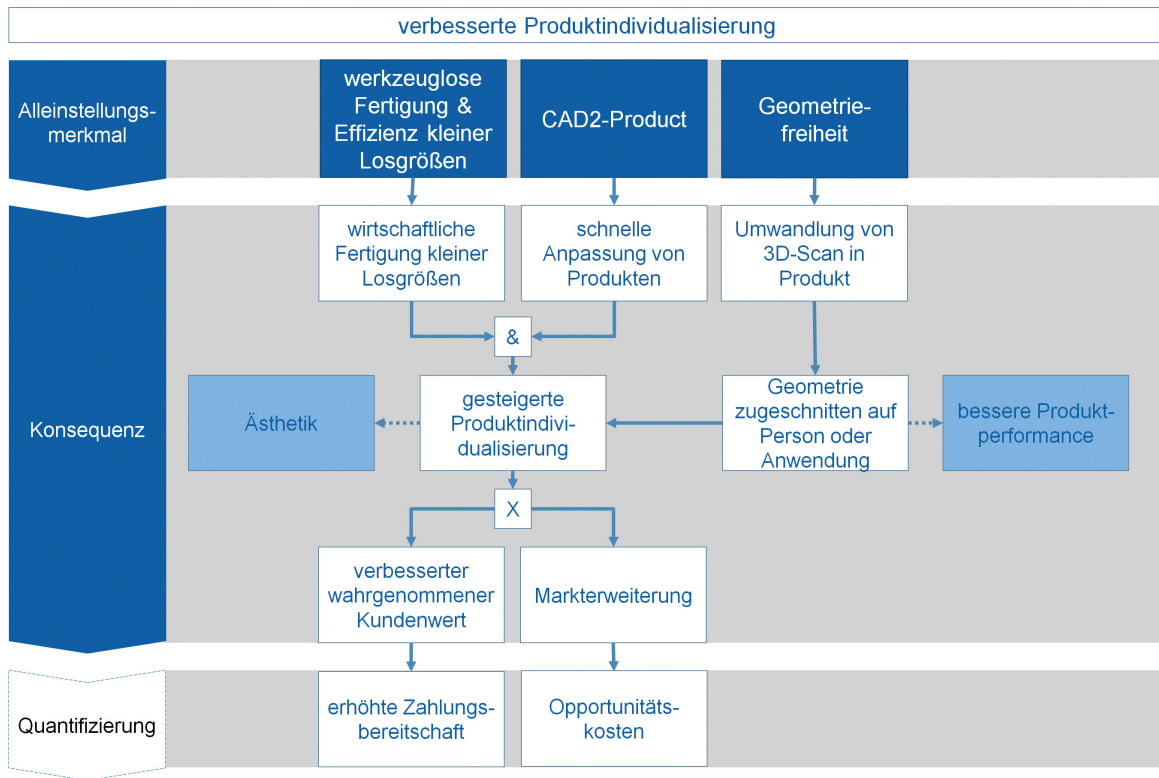 verbesserte Produktindividualisierung
Alleinstellungs-
merkmal
werkzeuglose
Fertigung &
Effizienz kleiner
Losgrößen
CAD2-Product
Geometrie-
freiheit
Konsequenz
wirtschaftliche
Fertigung kleiner
Losgrößen
schnelle
Anpassung von
Produkten
Umwandlung von
3D-Scan in
Produkt
&
Ästhetik
gesteigerte
Produktindivi-
dualisierung
Geometrie
zugeschnitten auf
Person oder
Anwendung
bessere Produkt-
performance
X
verbesserter
wahrgenommener
Kundenwert
Markterweiterung
Quantifizierung
erhöhte Zahlungs-
bereitschaft
Opportunitäts-
kosten